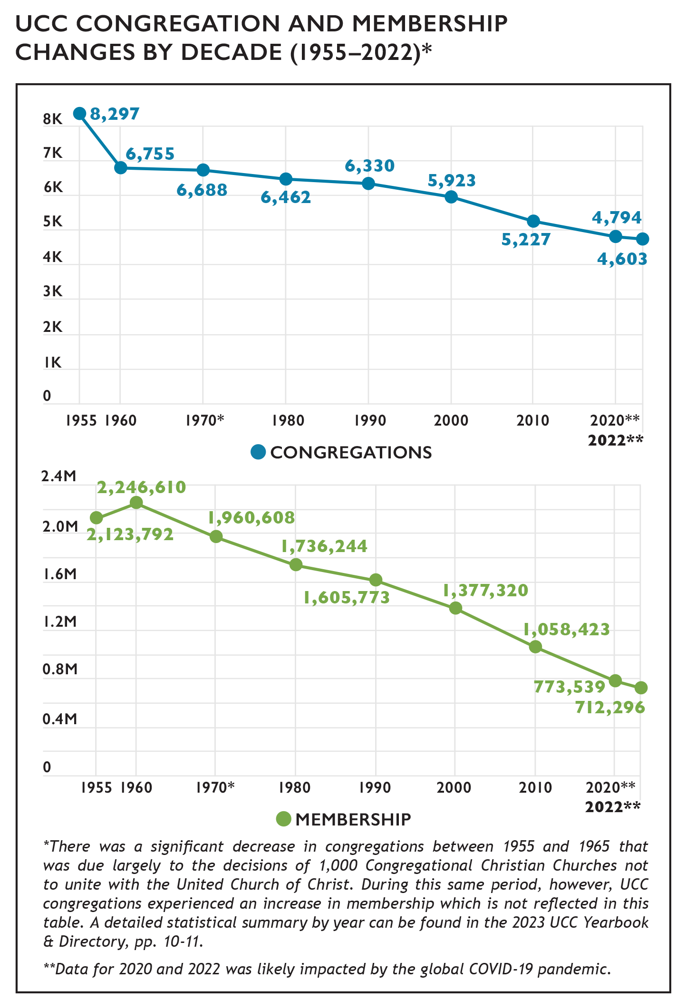 UCC CONGREGATION AND MEMBERSHIP
CHANGES BY DECADE (1955–2022)*
8K
8,297
7K
6,755
6,688
6K
6,462
6,330
5,923
5K
5,227
4,794
4,603
4K
3K
2K
1K
0
1955 1960 1970* 1980 1990 2000 2010 2020**
2022**
CONGREGATIONS
2.4M
2,246,610
2.0M
2,123,792
1,960,608
1,736,244
1.6M
1,605,773
1,377,320
1.2M
1,058,423
0.8M
773,539
712,296
0.4M
0
1955 1960 1970* 1980 1990 2000 2010 2020**
2022**
MEMBERSHIP
*There was a significant decrease in congregations between 1955 and 1965 that
was due largely to the decisions of 1,000 Congregational Christian Churches not
to unite with the United Church of Christ. During this same period, however, UCC
congregations experienced an increase in membership which is not reflected in this
table. A detailed statistical summary by year can be found in the 2023 UCC Yearbook
& Directory, pp. 10-11.
**Data for 2020 and 2022 was likely impacted by the global COVID-19 pandemic.